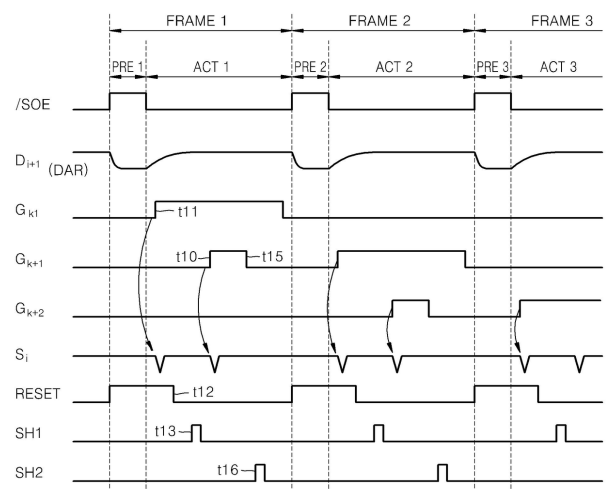 FRAME 1 FRAME 2 FRAME 3
PRE 1 ACT 1 PRE 2 ACT 2 PRE 3 ACT 3
/SOE
Di+1 (DAR)
Gk1 t11
Gk+1 t10 t15
Gk+2
Si
RESET t12
SH1 t13
SH2 t16